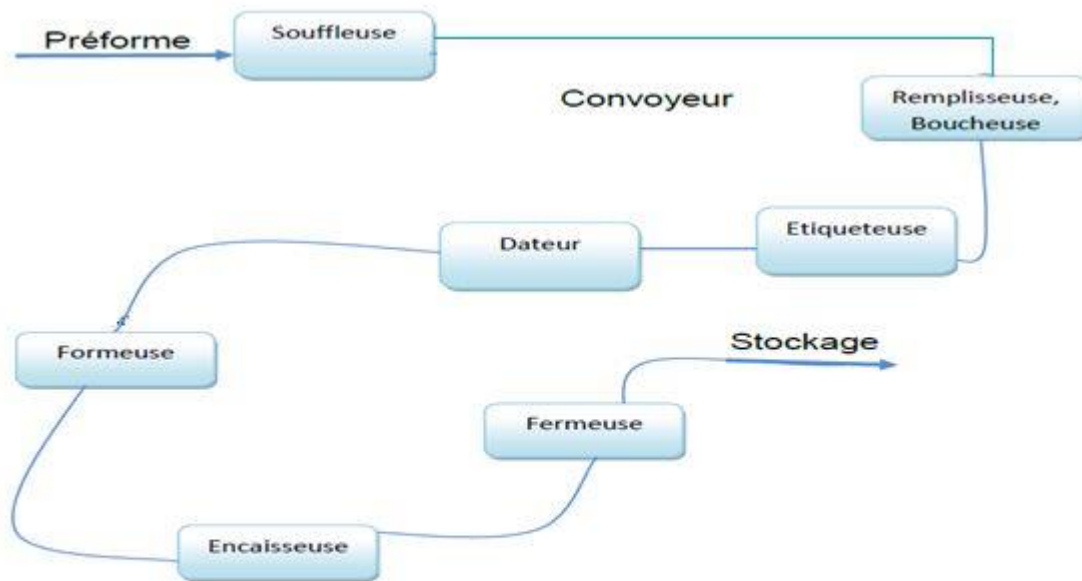 Préforme
Souffleuse
Convoyeur
Remplisseuse,
Boucheuse
Etiqueteuse
Dateur
Formeuse
Stockage
Fermeuse
Encaisseuse